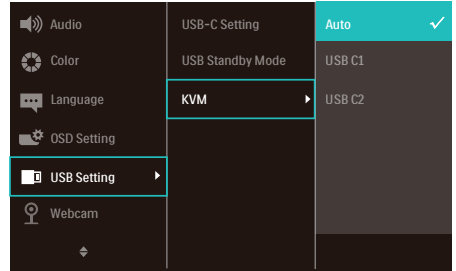 Audio
Color
Language
OSD Setting
USB Setting
Webcam
USB-C Setting
USB Standby Mode
KVM
Auto
USB C1
USB C2